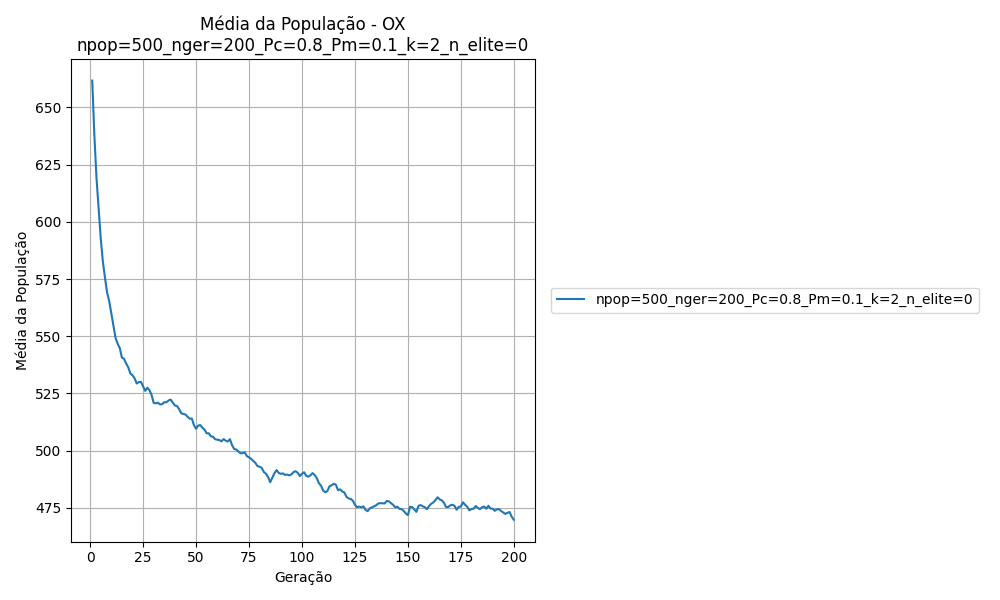 Média da População - OX
npop=500_nger=200_Pc=0.8_Pm=0.1_k=2_n_elite=0
Média da População
650
625
600
575
550
525
500
475
0 25 50 75 100 125 150 175 200
Geração
npop=500_nger=200_Pc=0.8_Pm=0.1_k=2_n_elite=0